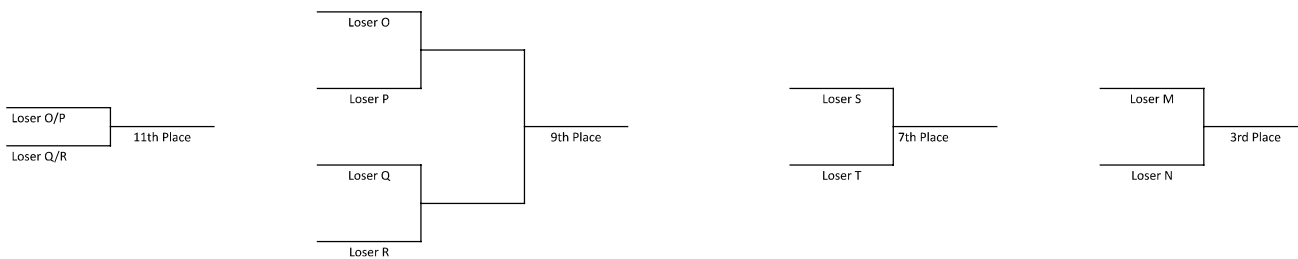 Loser O/P
Loser Q/R
11th Place
Loser O
Loser P
Loser Q
Loser R
9th Place
Loser S
Loser T
7th Place
Loser M
Loser N
3rd Place